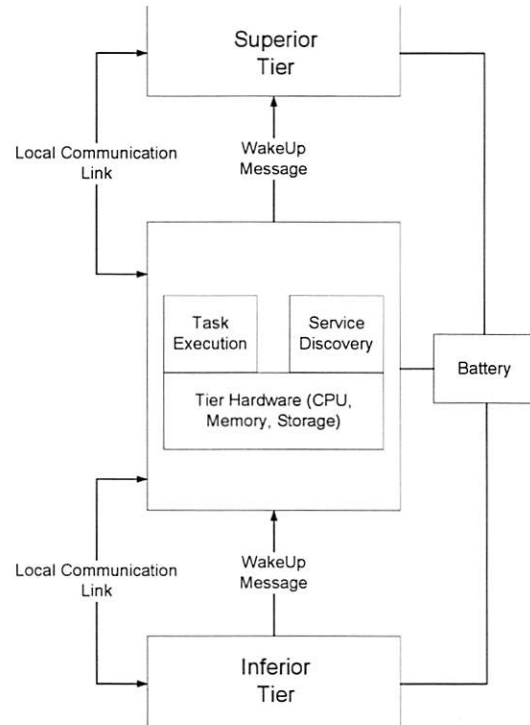 Superior
Tier
Local Communication
Link
WakeUp
Message
Task
Execution
Service
Discovery
Tier Hardware (CPU,
Memory, Storage)
Battery
Local Communication
Link
WakeUp
Message
Inferior
Tier